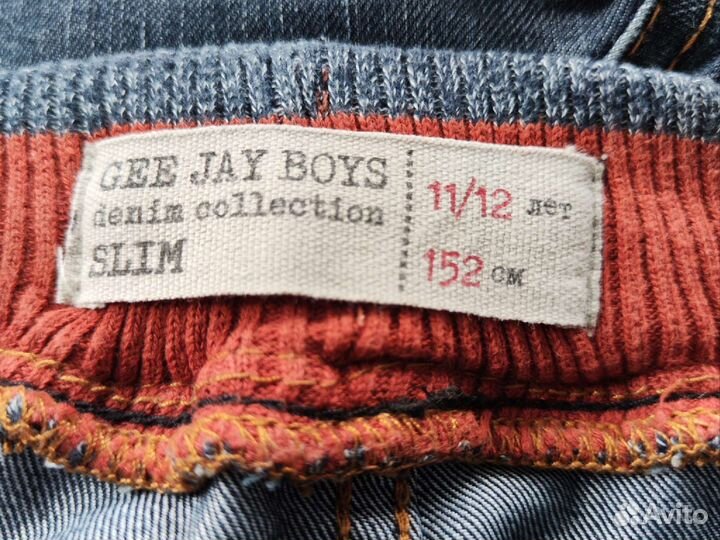 GEE JAY BOYS
denim collection
SLIM
11/12 лет
152 см
Avito